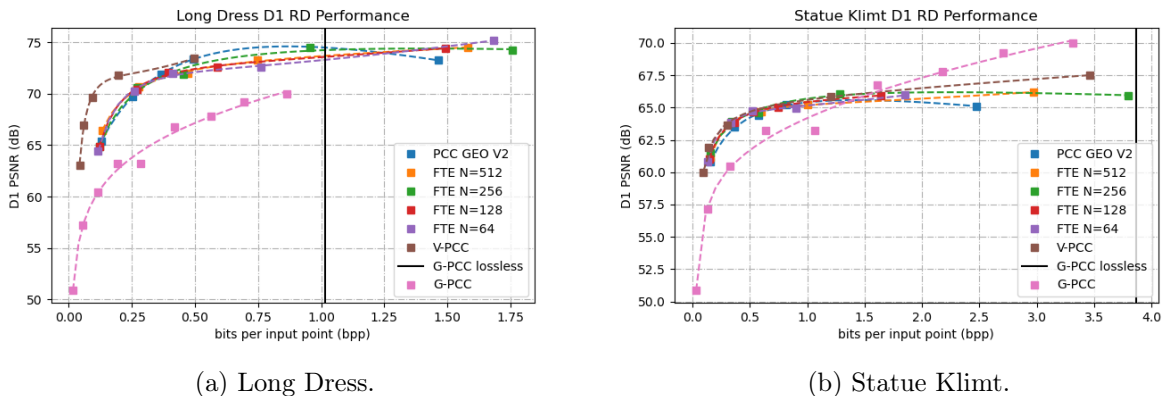 Long Dress D1 RD Performance
75
70
65
60
55
50
D1 PSNR (dB)
0.00 0.25 0.50 0.75 1.00 1.25 1.50 1.75
bits per input point (bpp)
PCC GEO V2
FTE N=512
FTE N=256
FTE N=128
FTE N=64
V-PCC
G-PCC lossless
G-PCC
(a) Long Dress.
Statue Klimt D1 RD Performance
70.0
67.5
65.0
62.5
60.0
57.5
55.0
52.5
50.0
D1 PSNR (dB)
0.0 0.5 1.0 1.5 2.0 2.5 3.0 3.5 4.0
bits per input point (bpp)
PCC GEO V2
FTE N=512
FTE N=256
FTE N=128
FTE N=64
V-PCC
G-PCC lossless
G-PCC
(b) Statue Klimt.